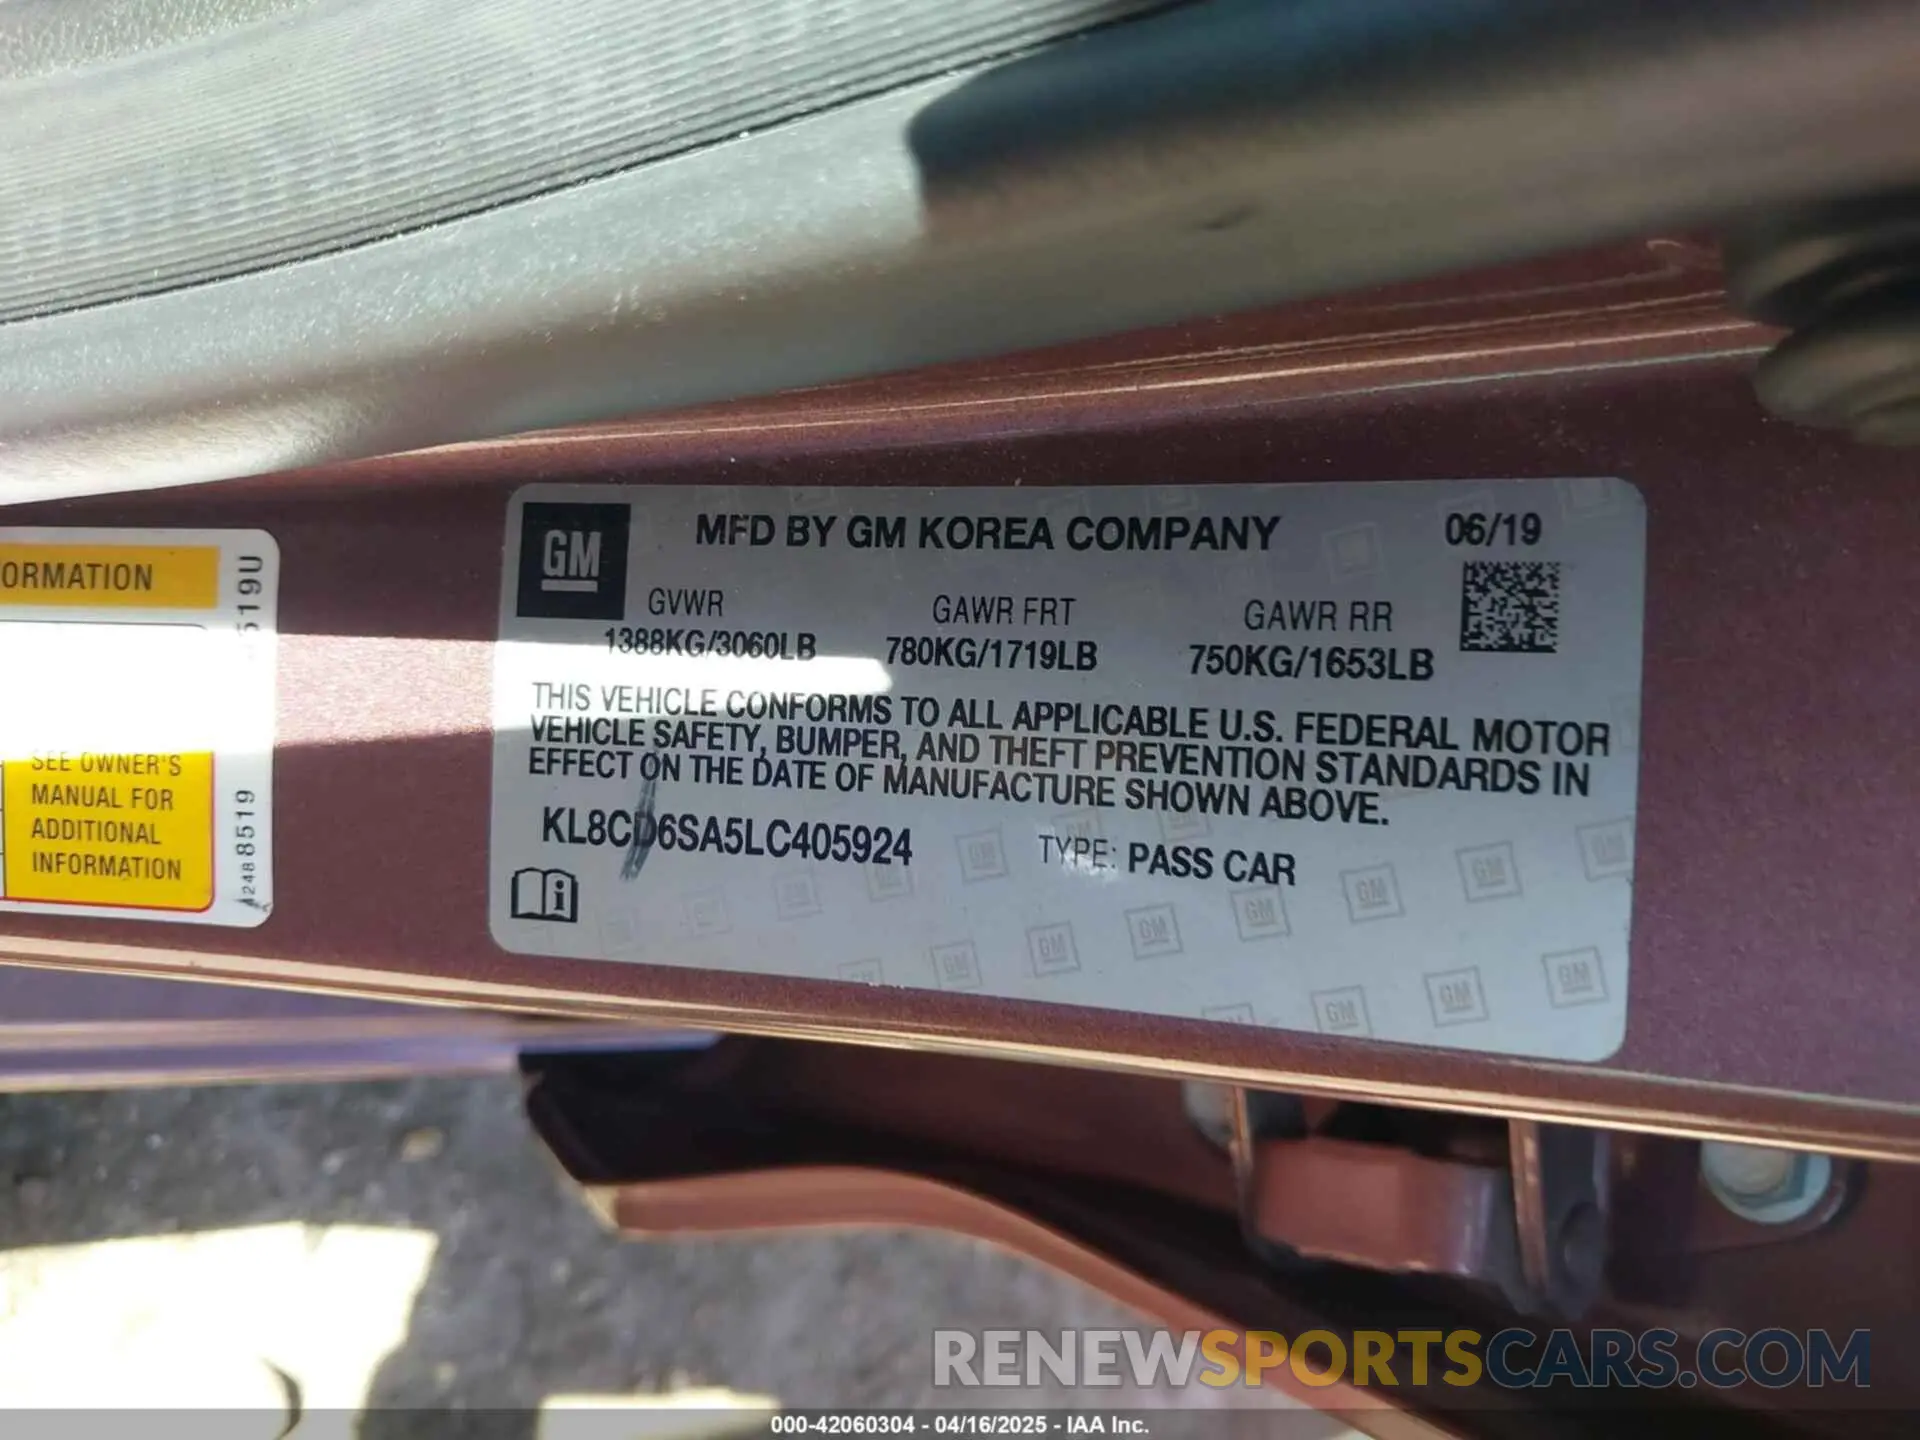 GM
MFD BY GM KOREA COMPANY 06/19
GVWR GAWR FRT GAWR RR
1388KG/3060LB 780KG/1719LB 750KG/1653LB
THIS VEHICLE CONFORMS TO ALL APPLICABLE U.S. FEDERAL MOTOR
VEHICLE SAFETY, BUMPER, AND THEFT PREVENTION STANDARDS IN
EFFECT ON THE DATE OF MANUFACTURE SHOWN ABOVE.
KL8CD6SA5LC405924 TYPE: PASS CAR
ORMATION
SEE OWNER'S
MANUAL FOR
ADDITIONAL
INFORMATION
519U
RENEWSPORTSCARS.COM
000-42060304 - 04/16/2025 - IAA Inc.